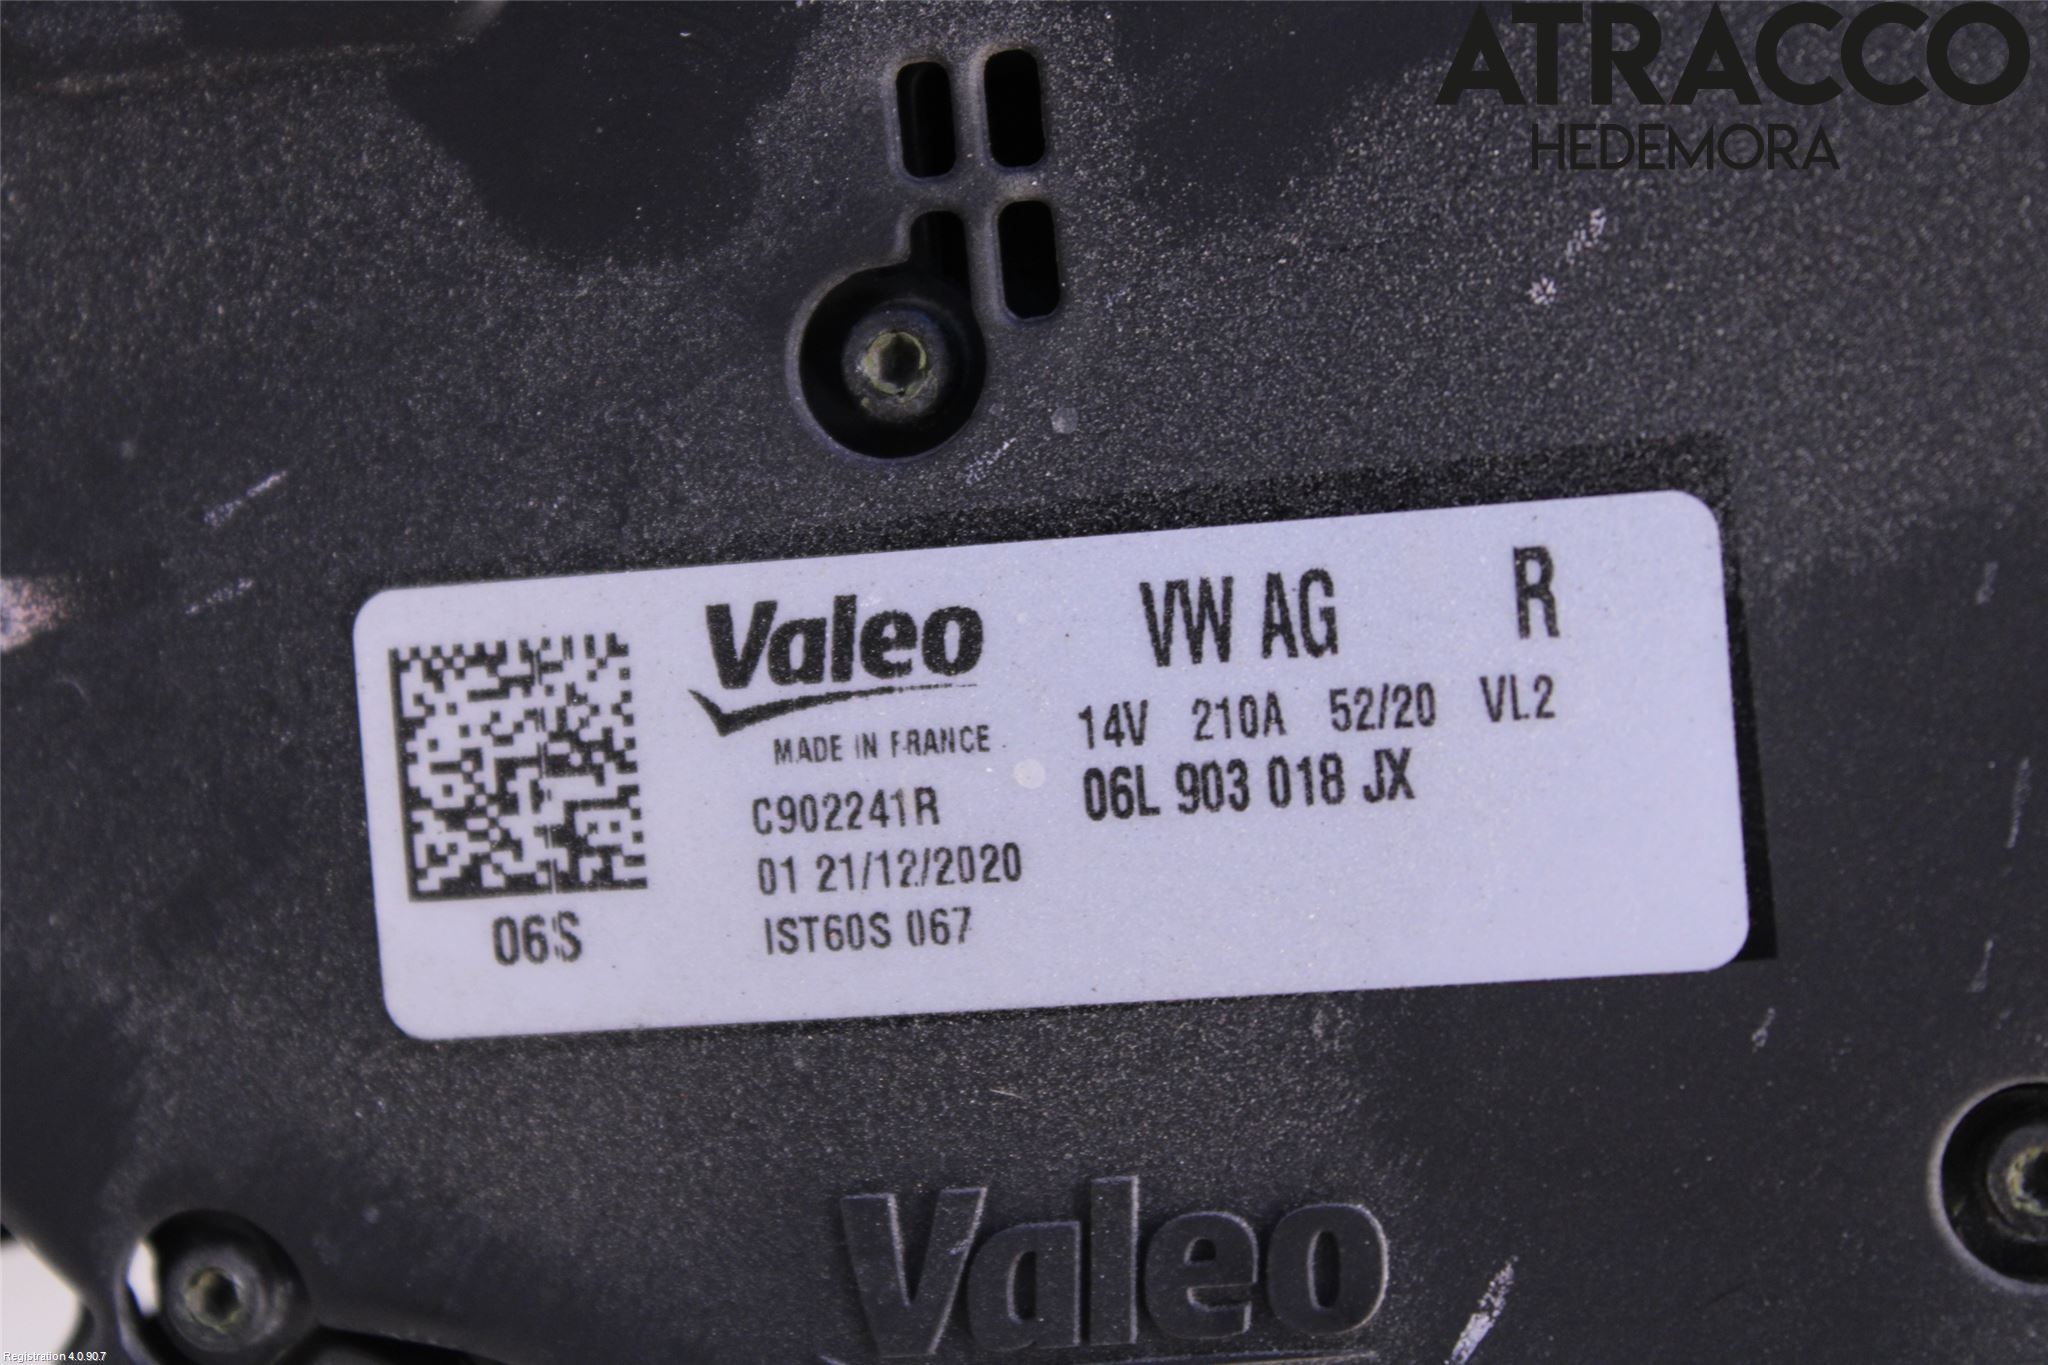 ATRACCO
HEDEMORA
Valeo
MADE IN FRANCE
C902241R
01 21/12/2020
IST60S 067
06S
VW AG R
14V 210A 52/20 VL2
06L 903 018 JX
Valeo
Registration 4.0.90.7